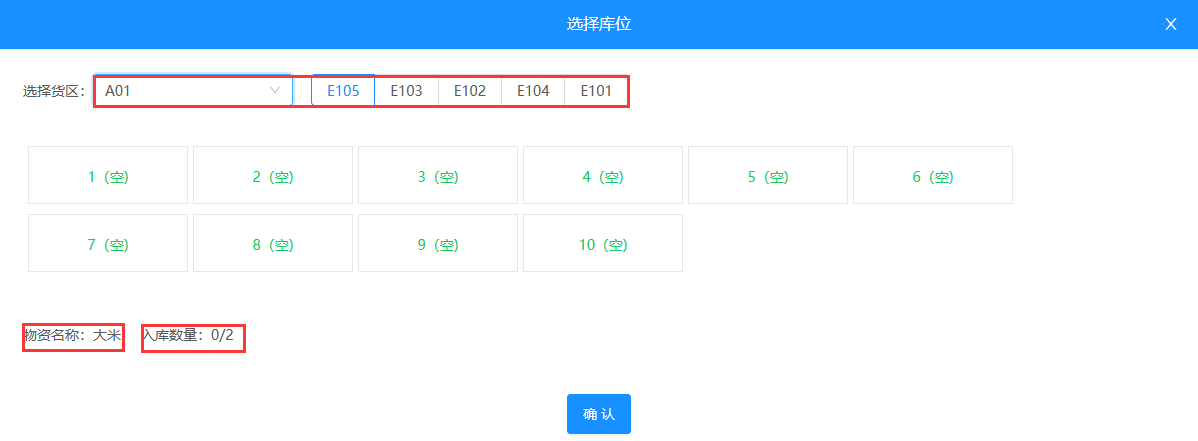 选择库位
选择货区： A01 E105 E103 E102 E104 E101
1（空） 2（空） 3（空） 4（空） 5（空） 6（空）
7（空） 8（空） 9（空） 10（空）
物资名称：大米 入库数量：0/2
确 认